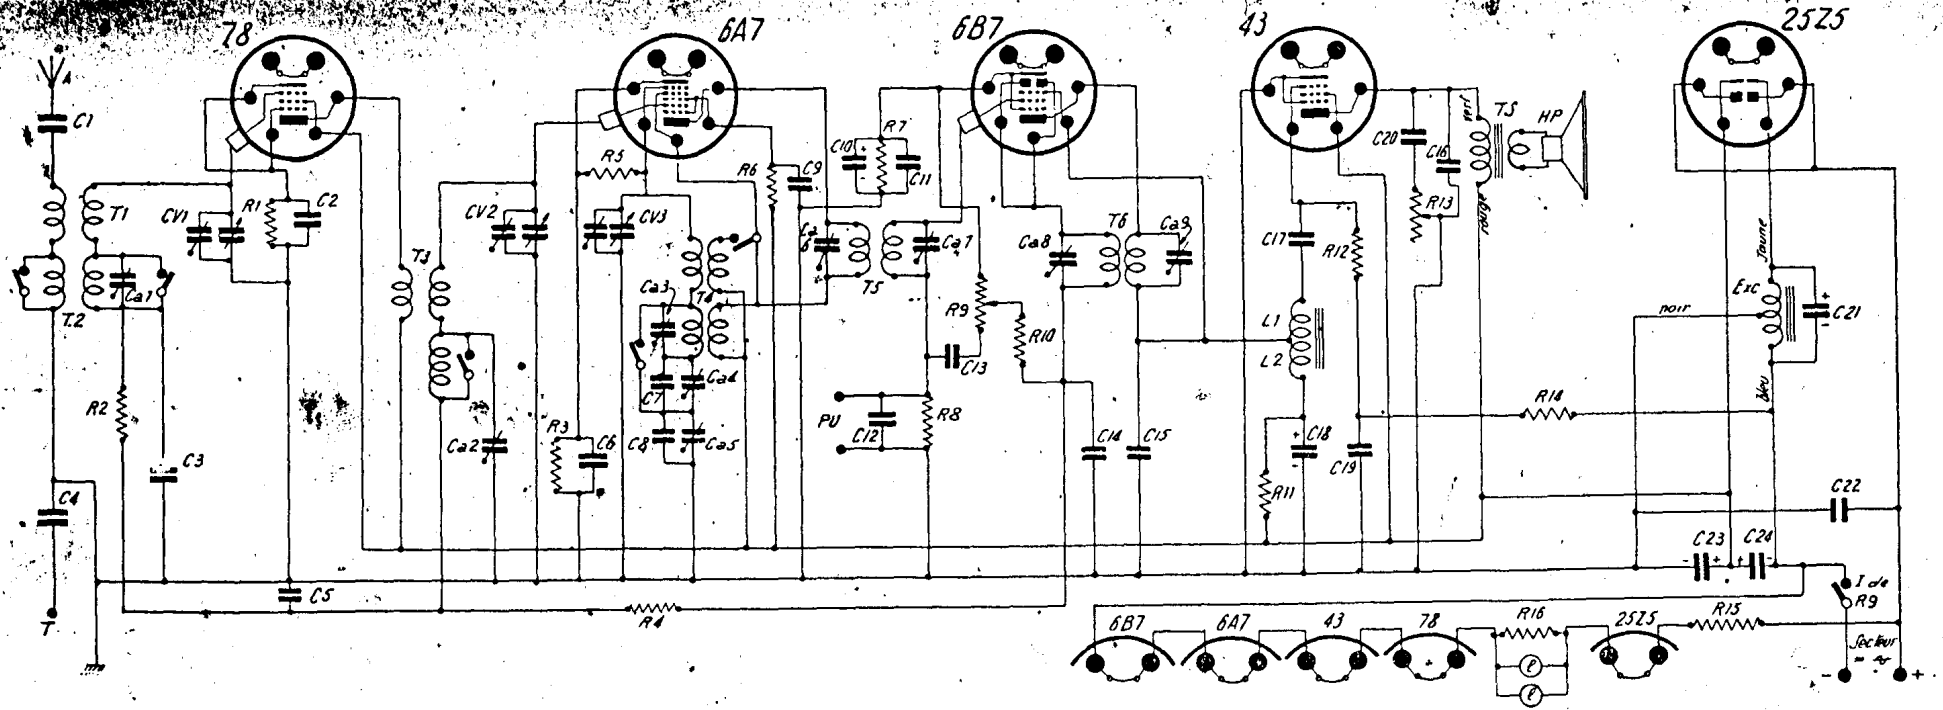 78
6A7
6B7
43
25Z5
A
C1
T1
T2
Ca1
CV1
R1
C2
R2
C3
C4
T
C5
T3
CV2
Ca2
R3
C6
R5
CV3
Ca3
T4
C7
Ca4
C8
Ca5
R4
R6
C9
C10
+
-
R7
C11
Ca6
T5
Ca7
R9
R10
C13
PU
C12
R8
Ca8
T6
Ca9
C14
C15
C17
R12
L1
L2
R11
+
C18
-
C19
C20
C16
R13
vert
TS
HP
rouge
R14
Jaune
Exc
noir
+
C21
-
bleu
C22
C23
- +
C24
+ -
I de R9
Secteur
= ~
- +
6B7
6A7
43
78
R16
25Z5
R15
ℓ
ℓ